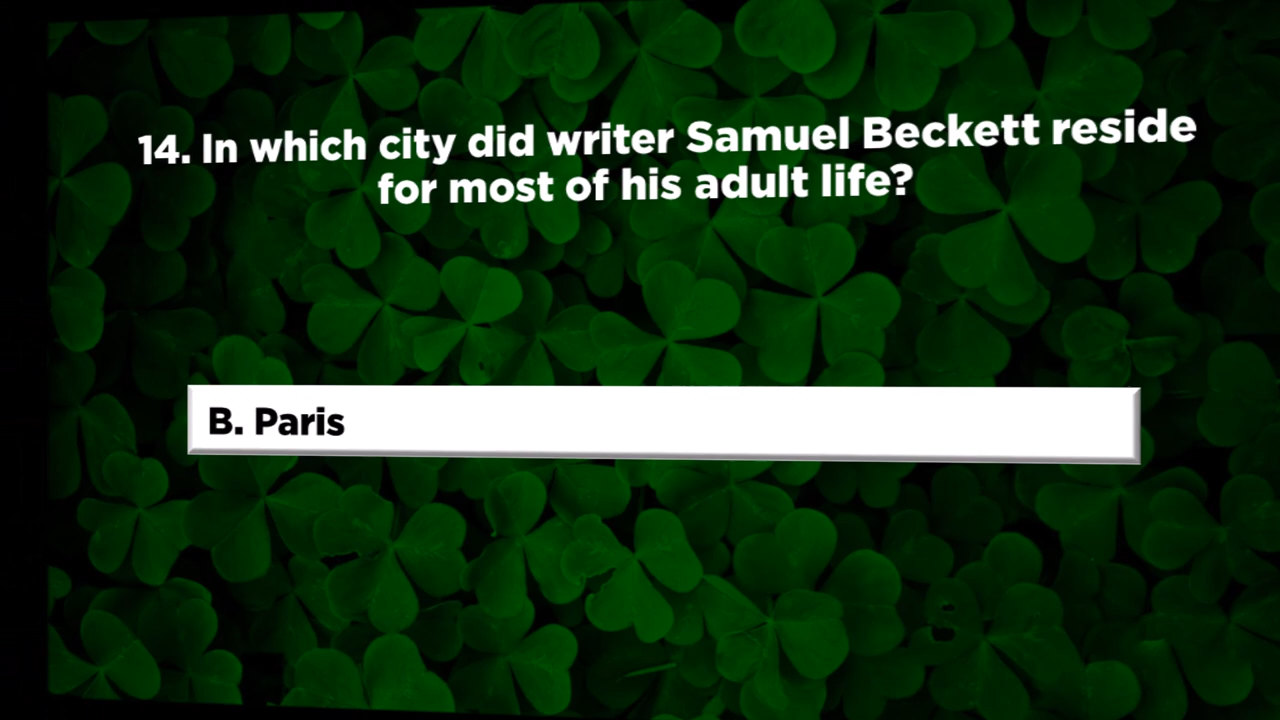 14. In which city did writer Samuel Beckett reside
for most of his adult life?
B. Paris